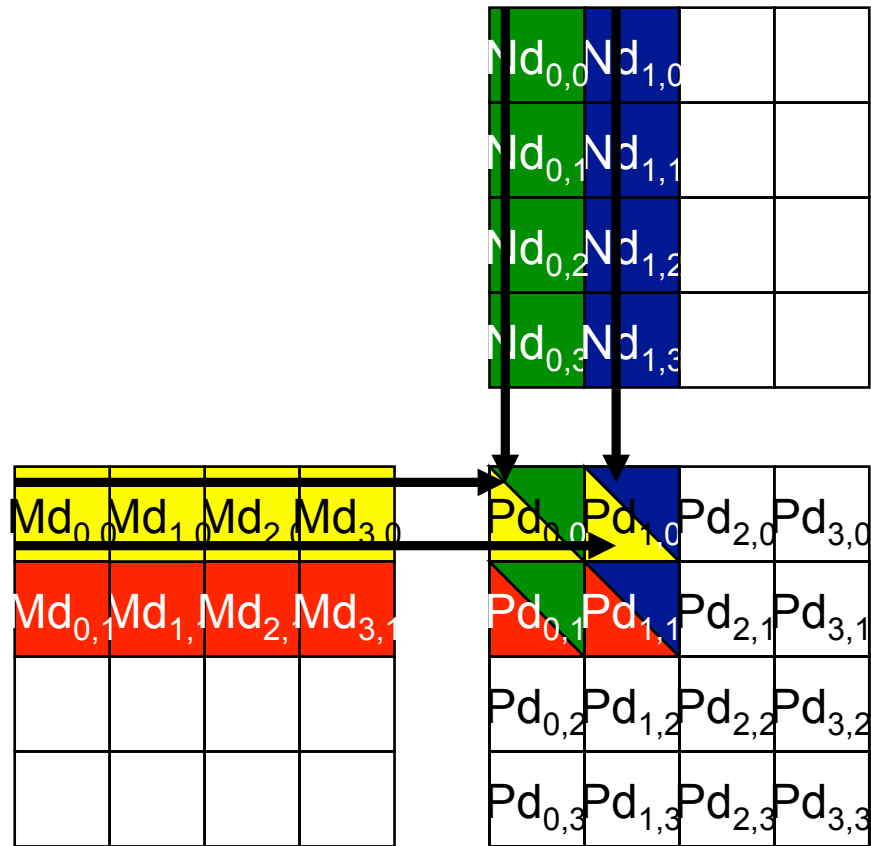 Nd0,0 Nd1,0
Nd0,1 Nd1,1
Nd0,2 Nd1,2
Nd0,3 Nd1,3
Md0,0 Md1,0 Md2,0 Md3,0 Pd0,0 Pd1,0 Pd2,0 Pd3,0
Md0,1 Md1, Md2, Md3,1 Pd0,1 Pd1,1 Pd2,1 Pd3,1
Pd0,2 Pd1,2 Pd2,2 Pd3,2
Pd0,3 Pd1,3 Pd2,3 Pd3,3